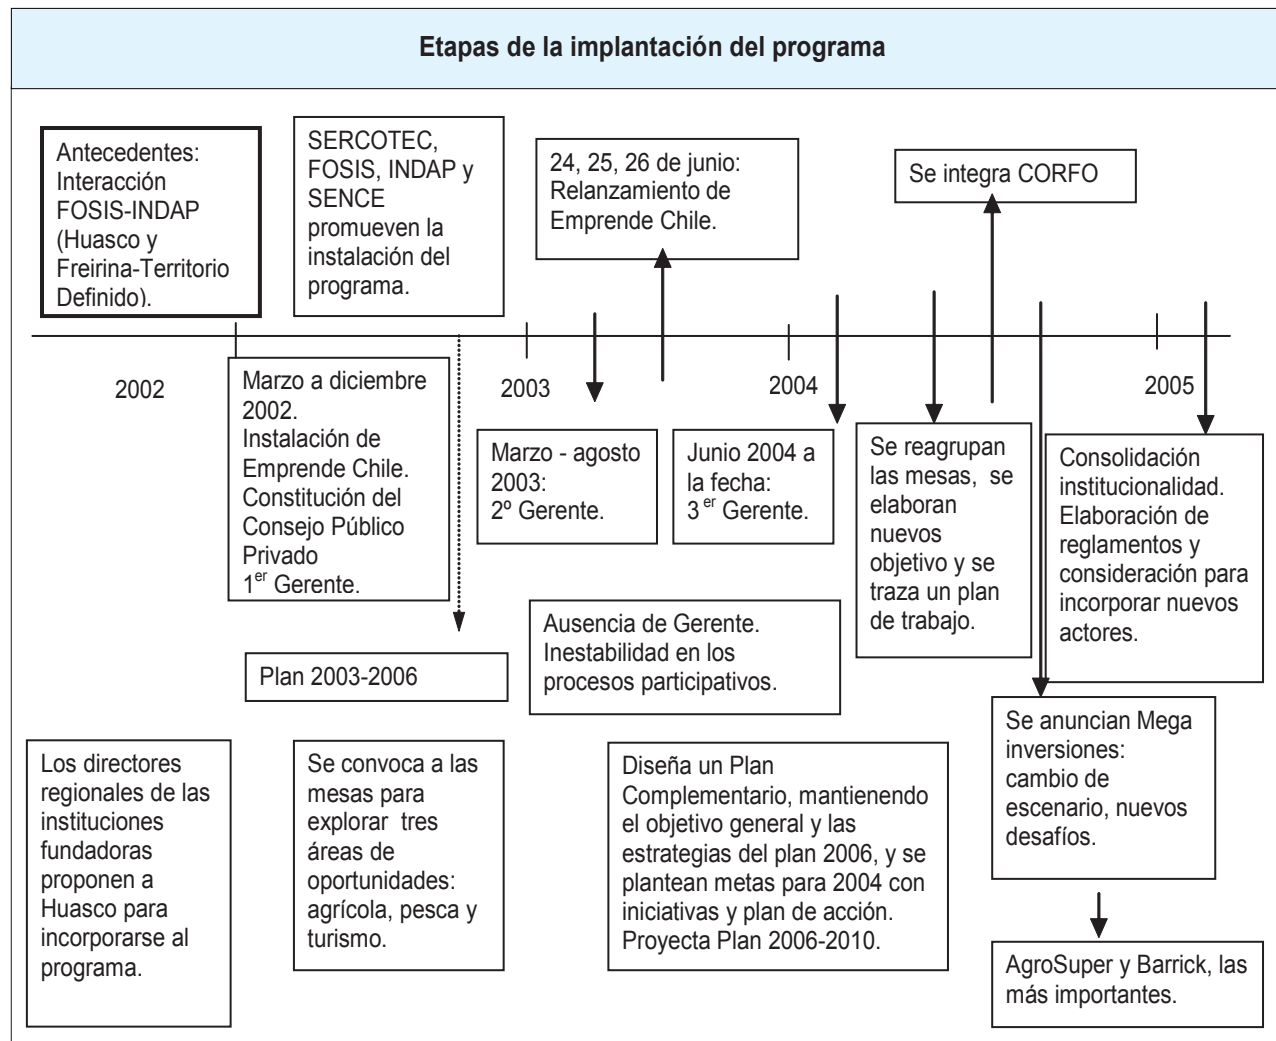 Etapas de la implantación del programa
Antecedentes:
Interacción
FOSIS-INDAP
(Huasco y
Freirina-Territorio
Definido).
SERCOTEC,
FOSIS, INDAP y
SENCE
promueven la
instalación del
programa.
24, 25, 26 de junio:
Relanzamiento de
Emprende Chile.
Se integra CORFO
2002
2003
2004
2005
Marzo a diciembre
2002.
Instalación de
Emprende Chile.
Constitución del
Consejo Público
Privado
1er Gerente.
Marzo - agosto
2003:
2º Gerente.
Junio 2004 a
la fecha:
3er Gerente.
Se reagrupan
las mesas, se
elaboran
nuevos
objetivo y se
traza un plan
de trabajo.
Consolidación
institucionalidad.
Elaboración de
reglamentos y
consideración para
incorporar nuevos
actores.
Plan 2003-2006
Ausencia de Gerente.
Inestabilidad en los
procesos participativos.
Los directores
regionales de las
instituciones
fundadoras
proponen a
Huasco para
incorporarse al
programa.
Se convoca a las
mesas para
explorar tres
áreas de
oportunidades:
agrícola, pesca y
turismo.
Diseña un Plan
Complementario, mantienendo
el objetivo general y las
estrategias del plan 2006, y se
plantean metas para 2004 con
iniciativas y plan de acción.
Proyecta Plan 2006-2010.
Se anuncian Mega
inversiones:
cambio de
escenario, nuevos
desafíos.
AgroSuper y Barrick, las
más importantes.